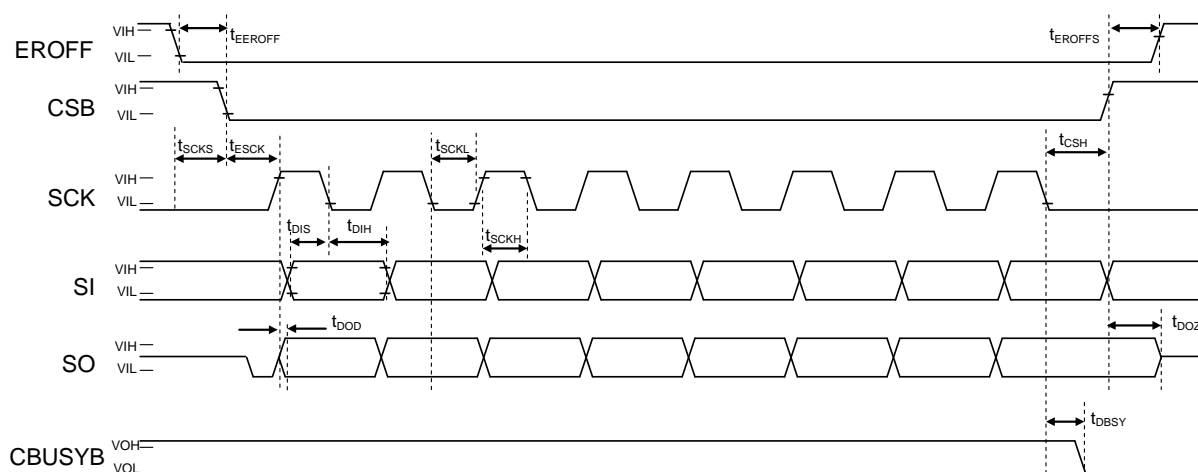 VIH
EROFF
VIL
tEEROFF
tEROFFS
VIH
CSB
VIL
tSCKS
tESCK
tSCKL
tCSH
VIH
SCK
VIL
tDIS
tDIH
tSCKH
VIH
SI
VIL
tDOD
tDOZ
VIH
SO
VIL
tDBSY
VOH
CBUSYB
VOL